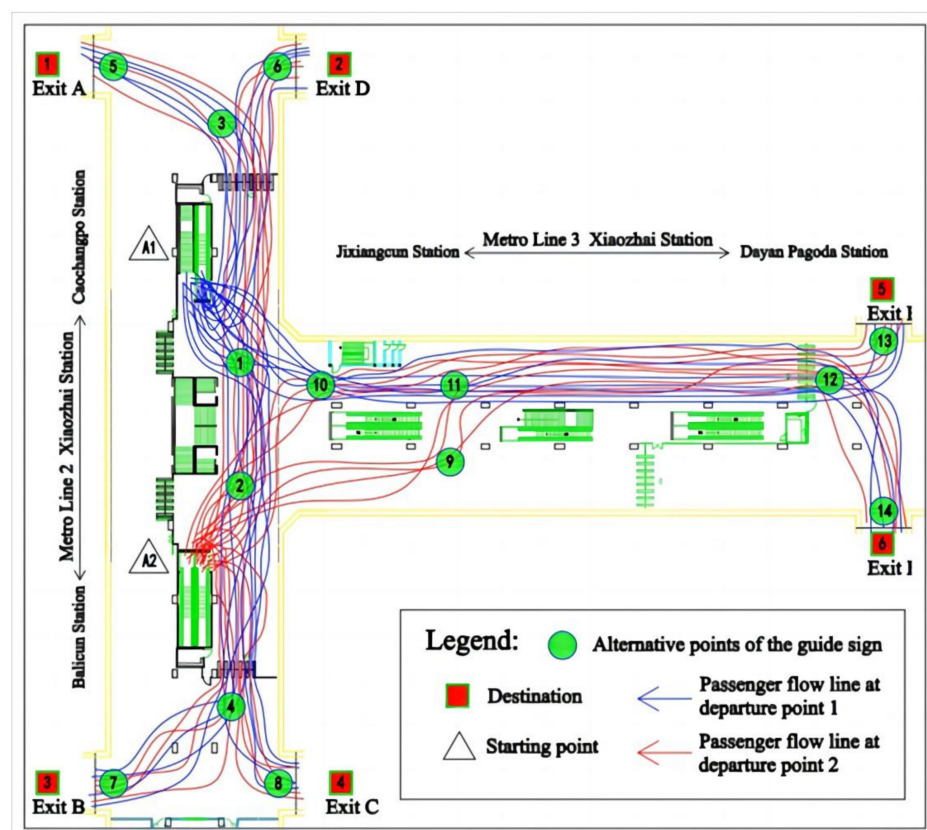 1
5
6
2
Exit A
Exit D
3
Caochangpo Station
A1
Jixiangcun Station
Metro Line 3 Xiaozhai Station
Dayan Pagoda Station
5
Exit
13
1
10
11
12
Metro Line 2 Xiaozhai Station
9
2
14
A2
6
Exit
Balicun Station
Legend:
Alternative points of the guide sign
Destination
Passenger flow line at
departure point 1
Starting point
Passenger flow line at
departure point 2
4
3
7
8
4
Exit B
Exit C